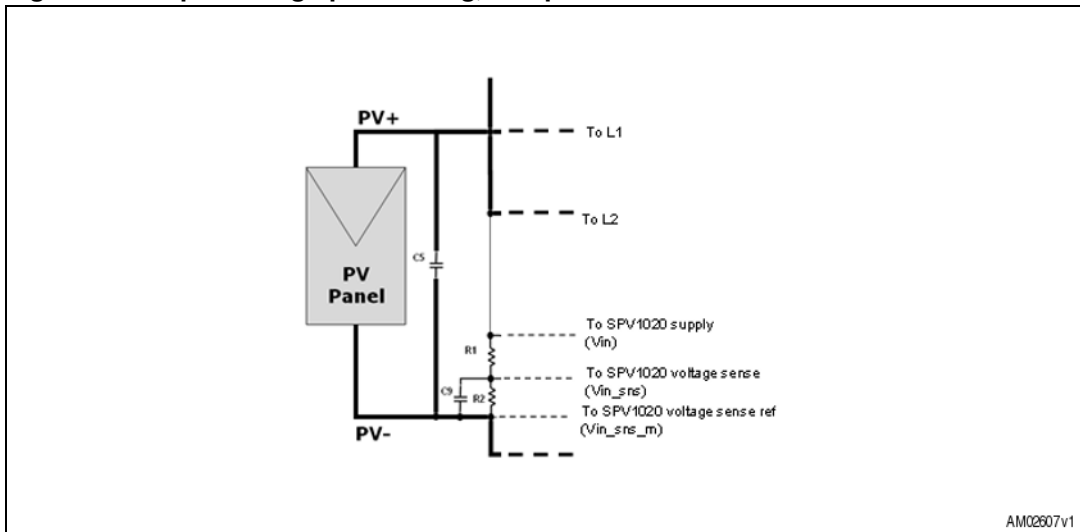 PV+
To L1
To L2
C5
PV
Panel
To SPV1020 supply
(Vin)
R1
To SPV1020 voltage sense
(Vin_sns)
C9
R2
To SPV1020 voltage sense ref
(Vin_sns_m)
PV-
AM02607v1